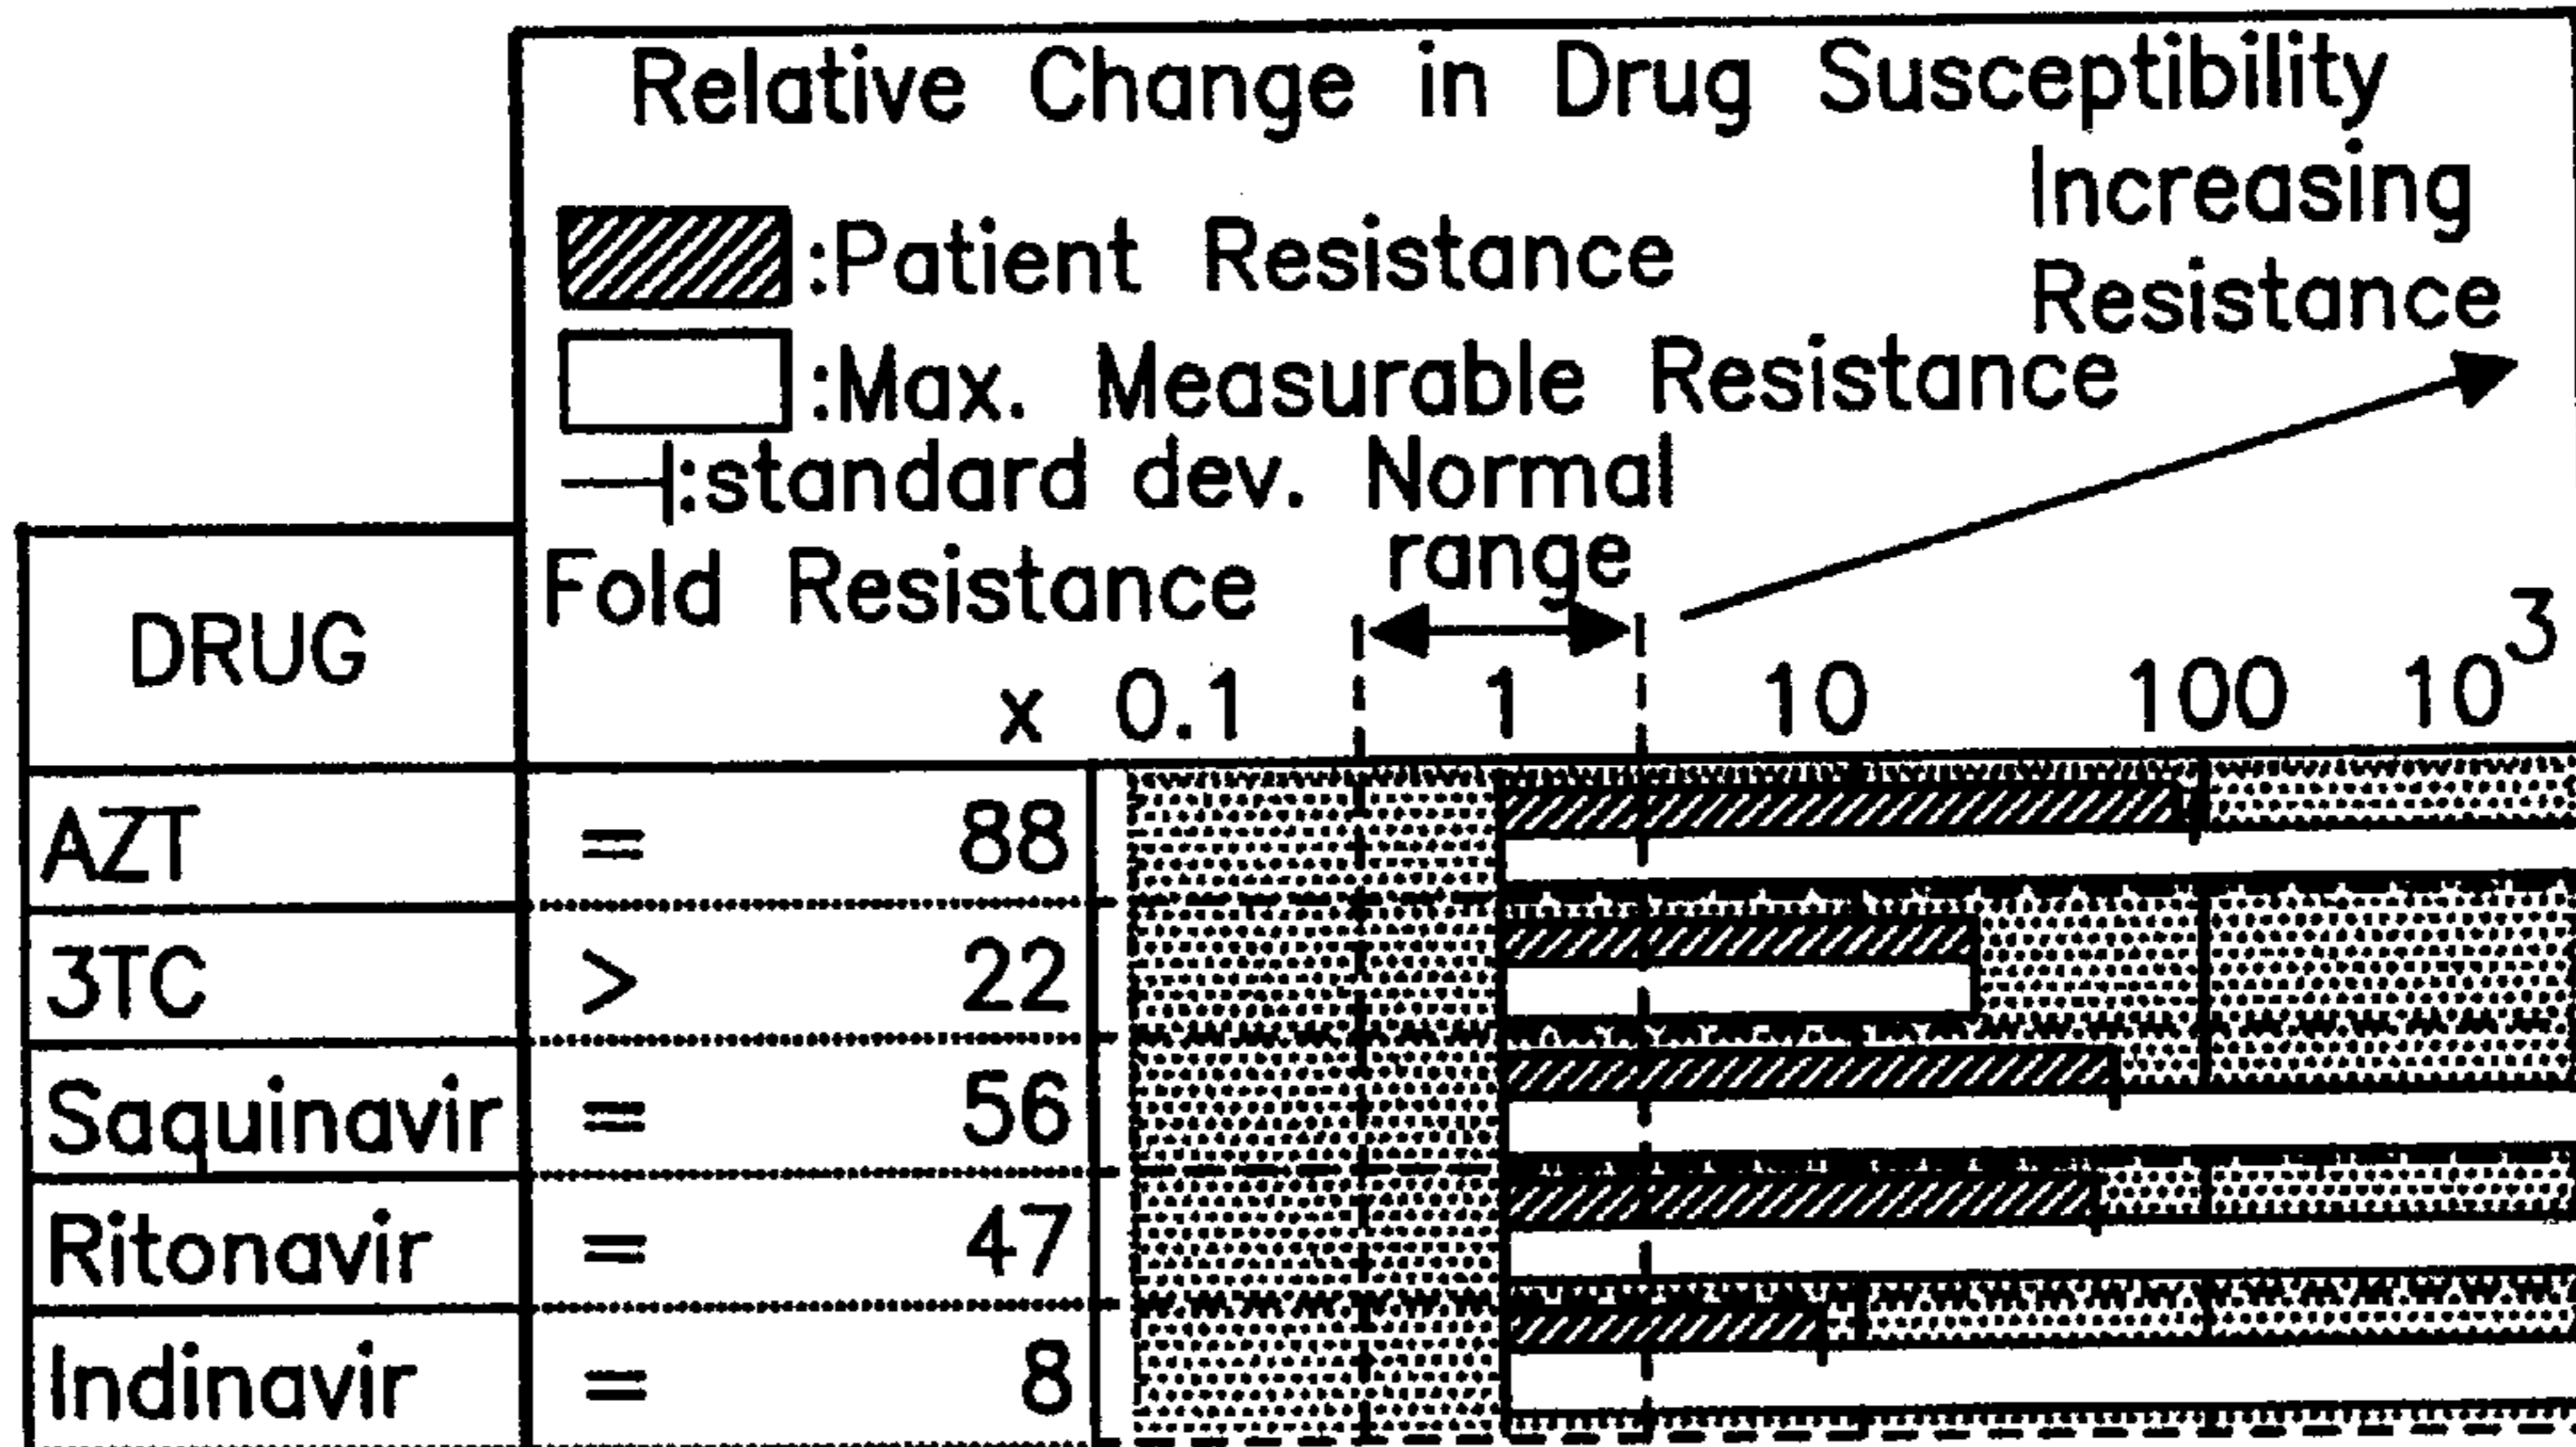 Relative Change in Drug Susceptibility
Increasing
Resistance
:Patient Resistance
:Max. Measurable Resistance
:standard dev. Normal
range
Fold Resistance
DRUG
x 0.1 1 10 100 10³
AZT = 88
3TC > 22
Saquinavir = 56
Ritonavir = 47
Indinavir = 8